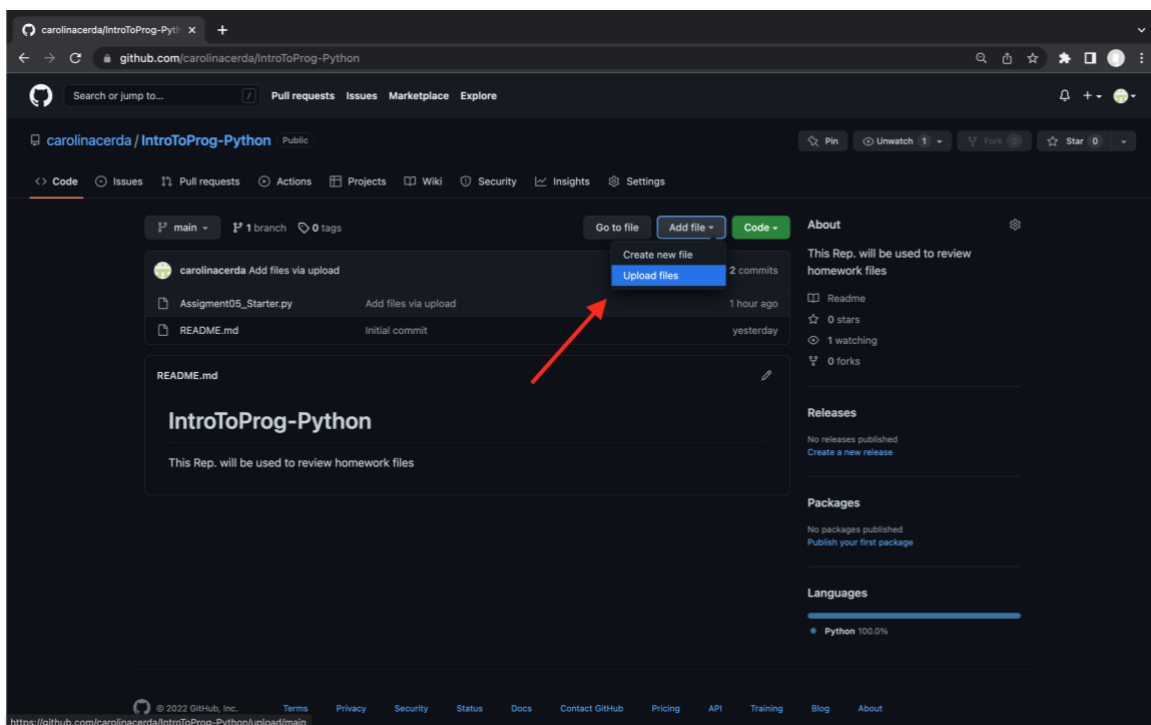 carolinacerda/IntroToProg-Pyth
github.com/carolinacerda/IntroToProg-Python
Search or jump to... / Pull requests Issues Marketplace Explore
carolinacerda / IntroToProg-Python Public
Pin Unwatch 1 Fork 0 Star 0
Code Issues Pull requests Actions Projects Wiki Security Insights Settings
main 1 branch 0 tags Go to file Add file Code
Create new file
Upload files
carolinacerda Add files via upload 2 commits
Assigment05_Starter.py Add files via upload 1 hour ago
README.md Initial commit yesterday
README.md
IntroToProg-Python
This Rep. will be used to review homework files
About
This Rep. will be used to review
homework files
Readme
0 stars
1 watching
0 forks
Releases
No releases published
Create a new release
Packages
No packages published
Publish your first package
Languages
Python 100.0%
© 2022 GitHub, Inc. Terms Privacy Security Status Docs Contact GitHub Pricing API Training Blog About
https://github.com/carolinacerda/IntroToProg-Python/upload/main